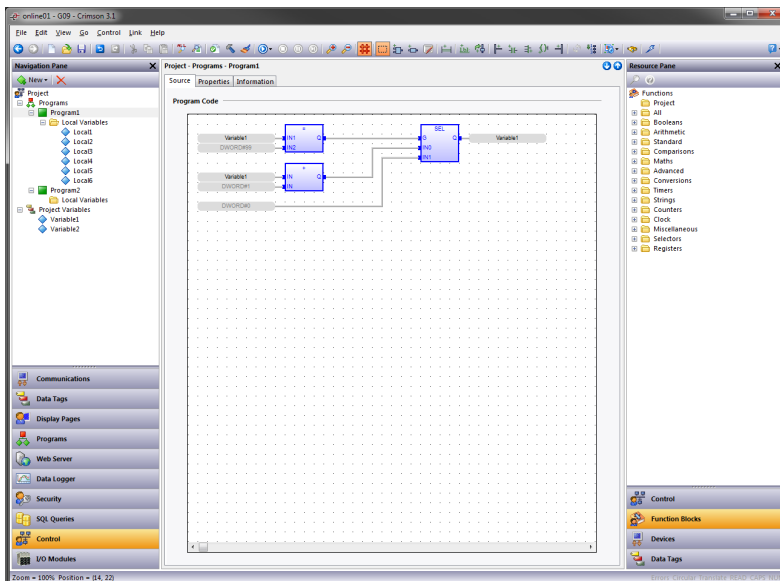 online01 - G09 - Crimson 3.1
File Edit View Go Control Link Help
Navigation Pane
New
Project
Programs
Program1
Local Variables
Local1
Local2
Local3
Local4
Local5
Local6
Program2
Local Variables
Project Variables
Variable1
Variable2
Communications
Data Tags
Display Pages
Programs
Web Server
Data Logger
Security
SQL Queries
Control
I/O Modules
Project - Programs - Program1
Source Properties Information
Program Code
Variable1
DWORD#99
=
IN1 Q
IN2
Variable1
DWORD#1
+
IN Q
IN
DWORD#0
SEL
G Q
IN0
IN1
Variable1
Resource Pane
Functions
Project
All
Booleans
Arithmetic
Standard
Comparisons
Maths
Advanced
Conversions
Timers
Strings
Counters
Clock
Miscellaneous
Selectors
Registers
Control
Function Blocks
Devices
Data Tags
Zoom = 100% Position = (14, 22)
Errors Circular Translate READ CAPS